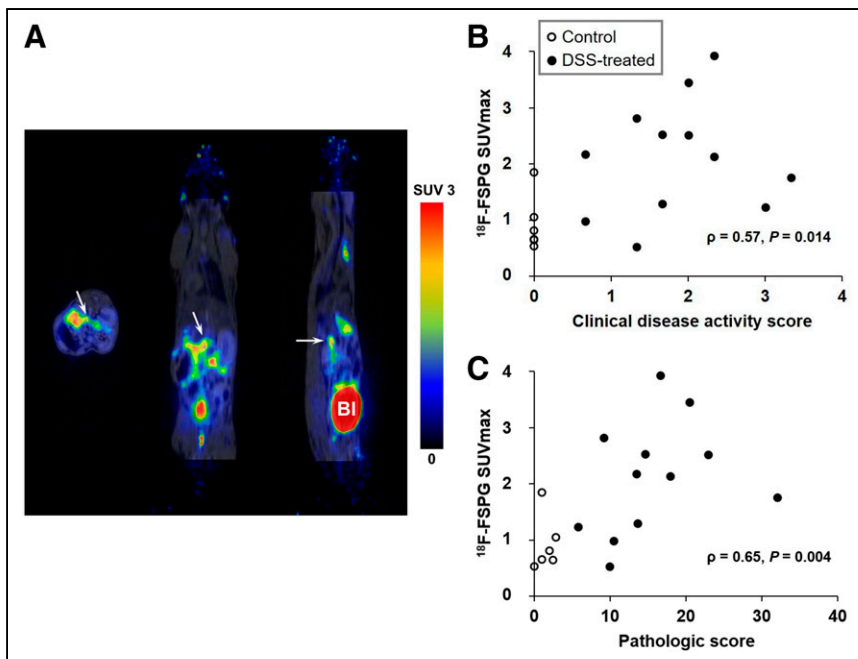 A
SUV 3
0
BI
B
Control
DSS-treated
¹⁸F-FSPG SUVmax
4
3
2
1
0
0 1 2 3 4
ρ = 0.57, P = 0.014
Clinical disease activity score
C
¹⁸F-FSPG SUVmax
4
3
2
1
0
0 10 20 30 40
ρ = 0.65, P = 0.004
Pathologic score